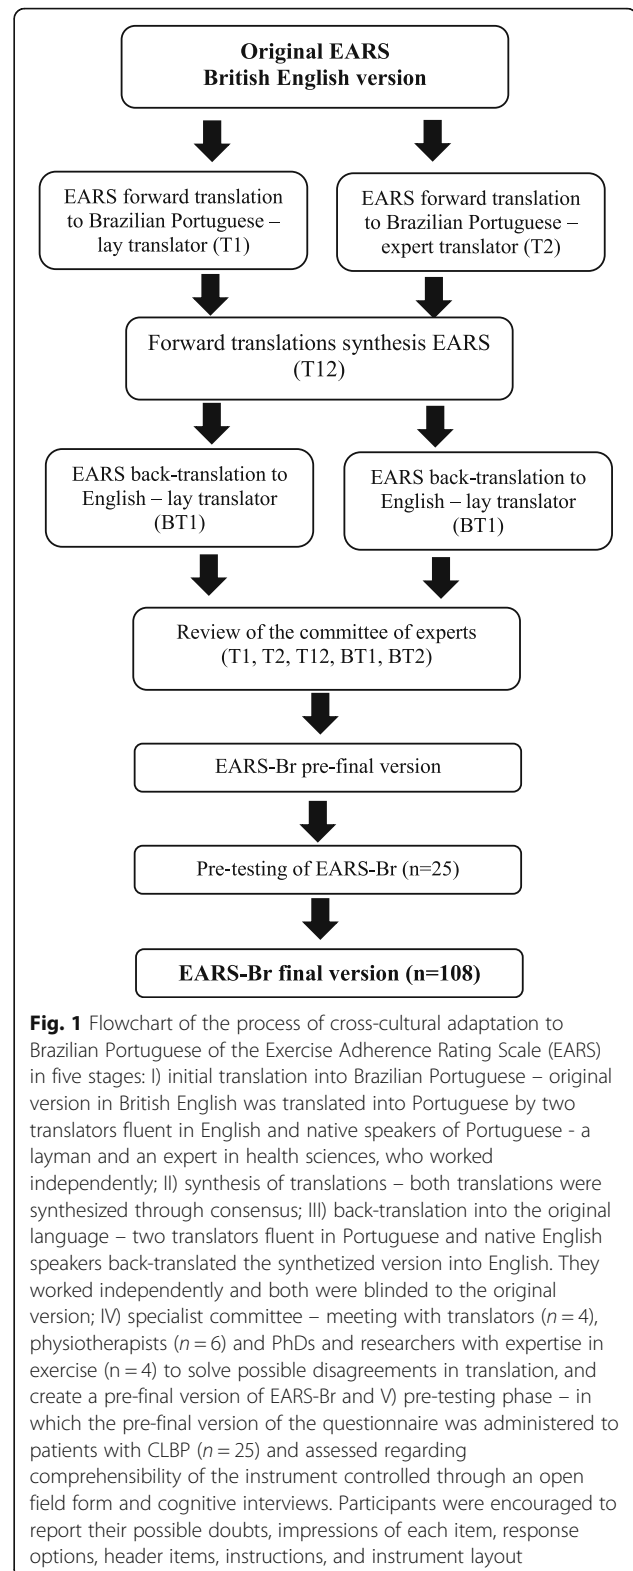 Original EARS
British English version
EARS forward translation
to Brazilian Portuguese –
lay translator (T1)
EARS forward translation
to Brazilian Portuguese –
expert translator (T2)
Forward translations synthesis EARS
(T12)
EARS back-translation to
English – lay translator
(BT1)
EARS back-translation to
English – lay translator
(BT1)
Review of the committee of experts
(T1, T2, T12, BT1, BT2)
EARS-Br pre-final version
Pre-testing of EARS-Br (n=25)
EARS-Br final version (n=108)
Fig. 1 Flowchart of the process of cross-cultural adaptation to
Brazilian Portuguese of the Exercise Adherence Rating Scale (EARS)
in five stages: I) initial translation into Brazilian Portuguese – original
version in British English was translated into Portuguese by two
translators fluent in English and native speakers of Portuguese - a
layman and an expert in health sciences, who worked
independently; II) synthesis of translations – both translations were
synthesized through consensus; III) back-translation into the original
language – two translators fluent in Portuguese and native English
speakers back-translated the synthetized version into English. They
worked independently and both were blinded to the original
version; IV) specialist committee – meeting with translators (n = 4),
physiotherapists (n = 6) and PhDs and researchers with expertise in
exercise (n = 4) to solve possible disagreements in translation, and
create a pre-final version of EARS-Br and V) pre-testing phase – in
which the pre-final version of the questionnaire was administered to
patients with CLBP (n = 25) and assessed regarding
comprehensibility of the instrument controlled through an open
field form and cognitive interviews. Participants were encouraged to
report their possible doubts, impressions of each item, response
options, header items, instructions, and instrument layout